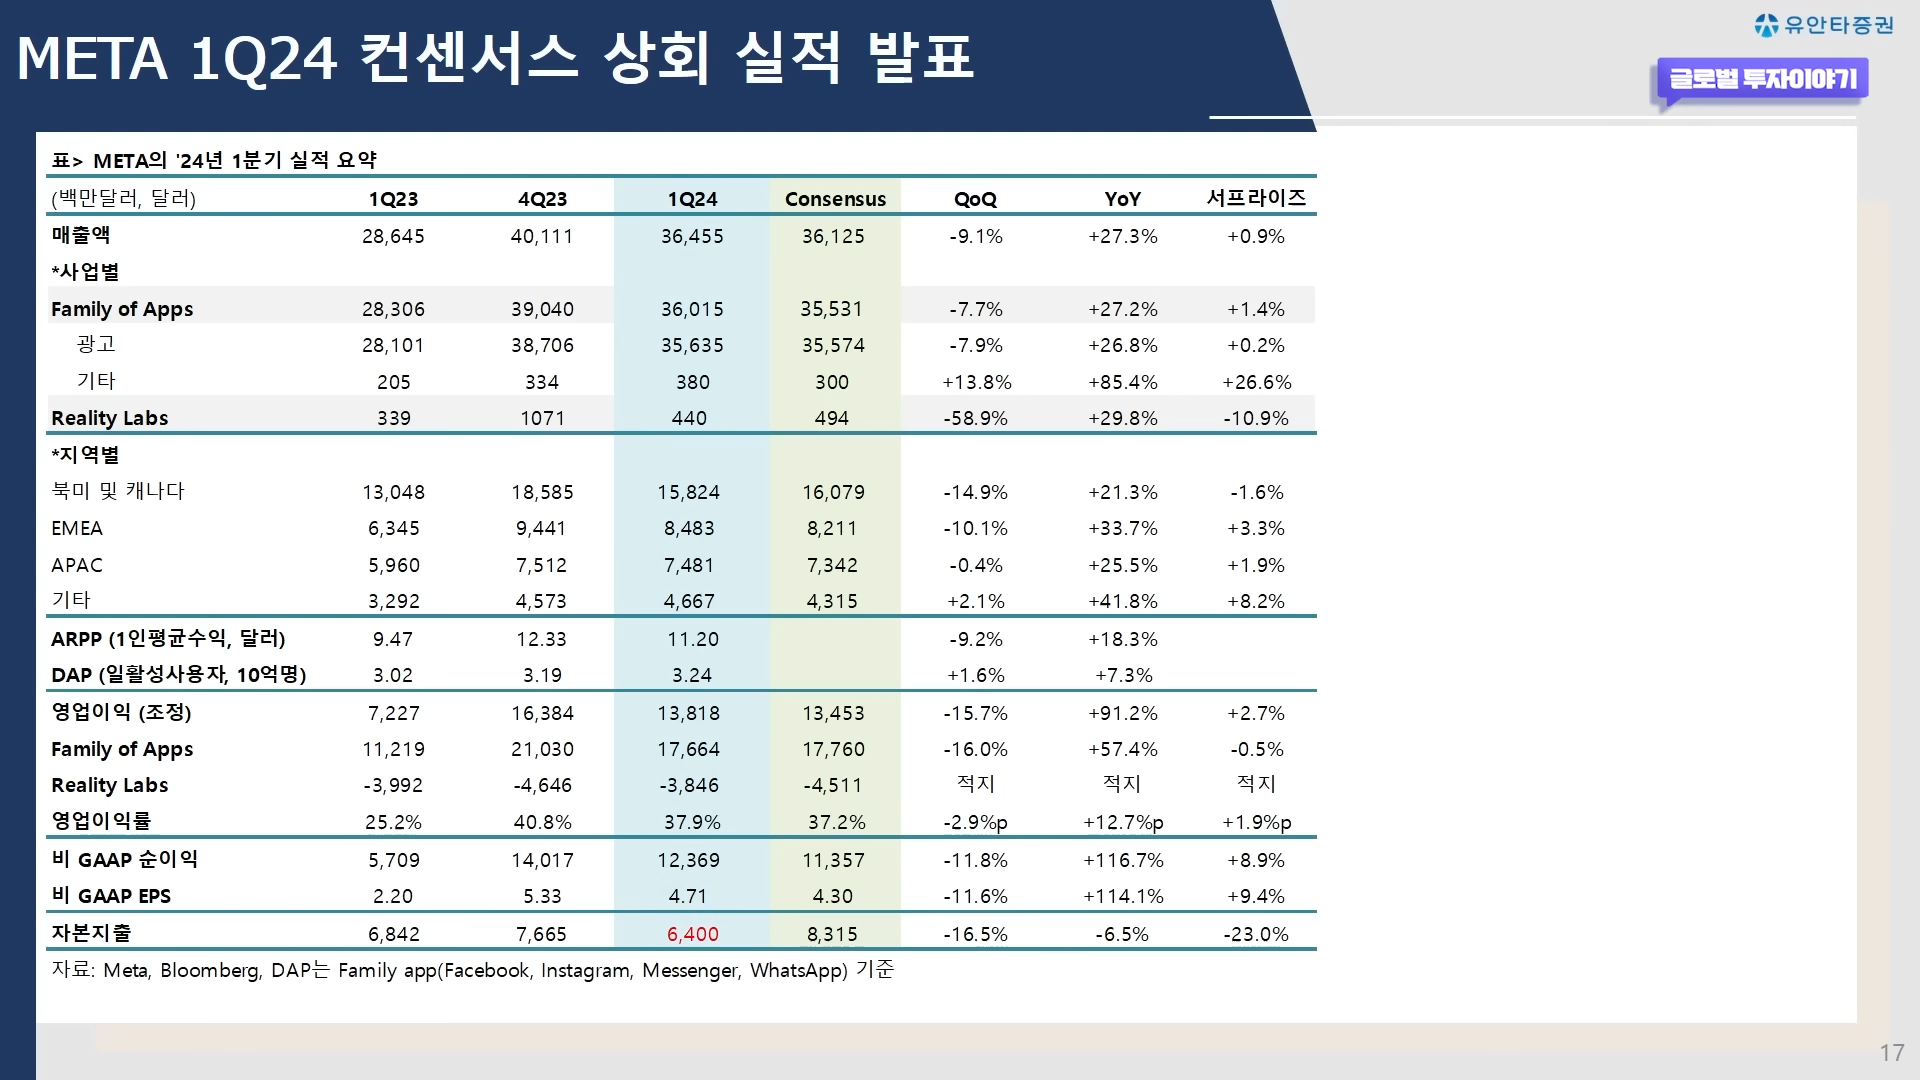 META 1Q24 컨센서스 상회 실적 발표
유안타증권
글로벌 투자이야기
표> META의 '24년 1분기 실적 요약
(백만달러, 달러) 1Q23 4Q23 1Q24 Consensus QoQ YoY 서프라이즈
매출액 28,645 40,111 36,455 36,125 -9.1% +27.3% +0.9%
*사업별
Family of Apps 28,306 39,040 36,015 35,531 -7.7% +27.2% +1.4%
광고 28,101 38,706 35,635 35,574 -7.9% +26.8% +0.2%
기타 205 334 380 300 +13.8% +85.4% +26.6%
Reality Labs 339 1071 440 494 -58.9% +29.8% -10.9%
*지역별
북미 및 캐나다 13,048 18,585 15,824 16,079 -14.9% +21.3% -1.6%
EMEA 6,345 9,441 8,483 8,211 -10.1% +33.7% +3.3%
APAC 5,960 7,512 7,481 7,342 -0.4% +25.5% +1.9%
기타 3,292 4,573 4,667 4,315 +2.1% +41.8% +8.2%
ARPP (1인평균수익, 달러) 9.47 12.33 11.20 -9.2% +18.3%
DAP (일활성사용자, 10억명) 3.02 3.19 3.24 +1.6% +7.3%
영업이익 (조정) 7,227 16,384 13,818 13,453 -15.7% +91.2% +2.7%
Family of Apps 11,219 21,030 17,664 17,760 -16.0% +57.4% -0.5%
Reality Labs -3,992 -4,646 -3,846 -4,511 적지 적지 적지
영업이익률 25.2% 40.8% 37.9% 37.2% -2.9%p +12.7%p +1.9%p
비 GAAP 순이익 5,709 14,017 12,369 11,357 -11.8% +116.7% +8.9%
비 GAAP EPS 2.20 5.33 4.71 4.30 -11.6% +114.1% +9.4%
자본지출 6,842 7,665 6,400 8,315 -16.5% -6.5% -23.0%
자료: Meta, Bloomberg, DAP는 Family app(Facebook, Instagram, Messenger, WhatsApp) 기준
17